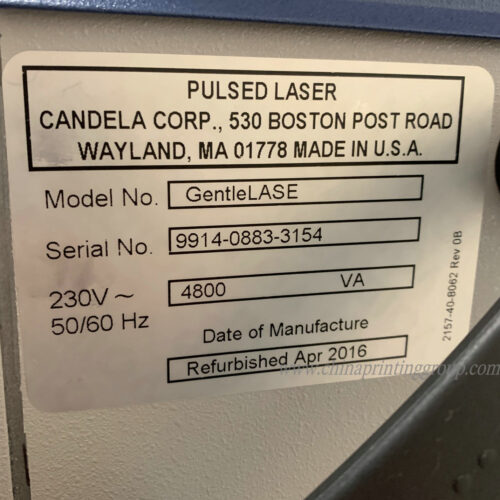 PULSED LASER
CANDELA CORP., 530 BOSTON POST ROAD
WAYLAND, MA 01778 MADE IN U.S.A.
Model No. GentleLASE
Serial No. 9914-0883-3154
230V ~ 4800 VA
50/60 Hz
Date of Manufacture
Refurbished Apr 2016
2157-40-8062 Rev 0B
www.chinaprintinggroup.com